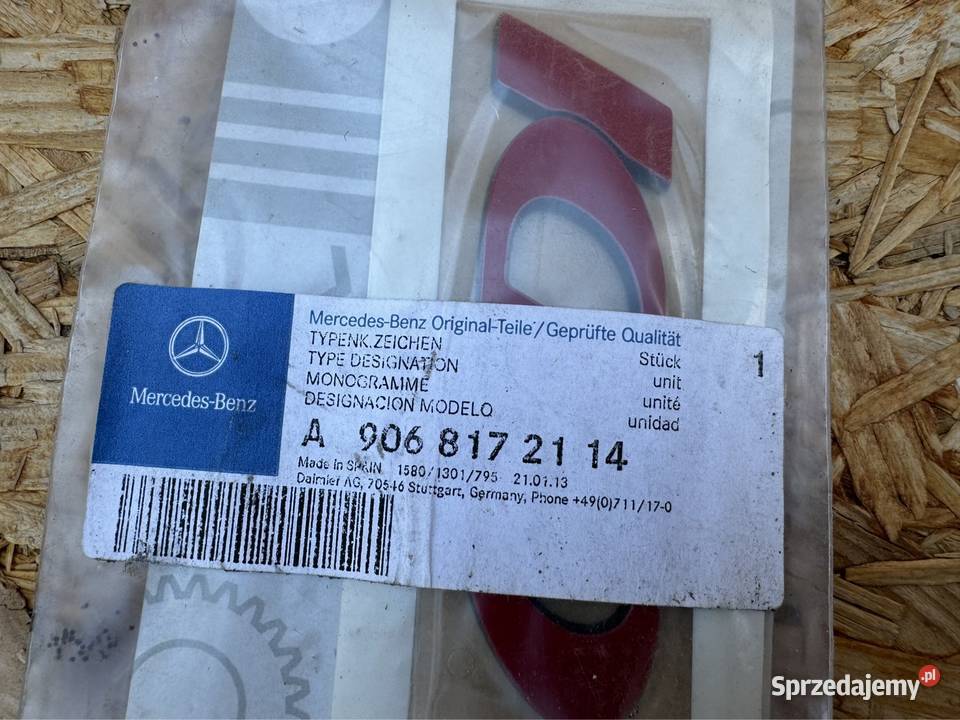 Mercedes-Benz Original-Teile/Geprüfte Qualität
TYPENK.ZEICHEN
TYPE DESIGNATION
MONOGRAMME
DESIGNACION MODELO
Stück
unit
unité
unidad
1
Mercedes-Benz
A 906 817 21 14
Made in SPAIN 1580/1301/795 21.01.13
Daimler AG, 70546 Stuttgart, Germany, Phone +49(0)711/17-0
Sprzedajemy.pl